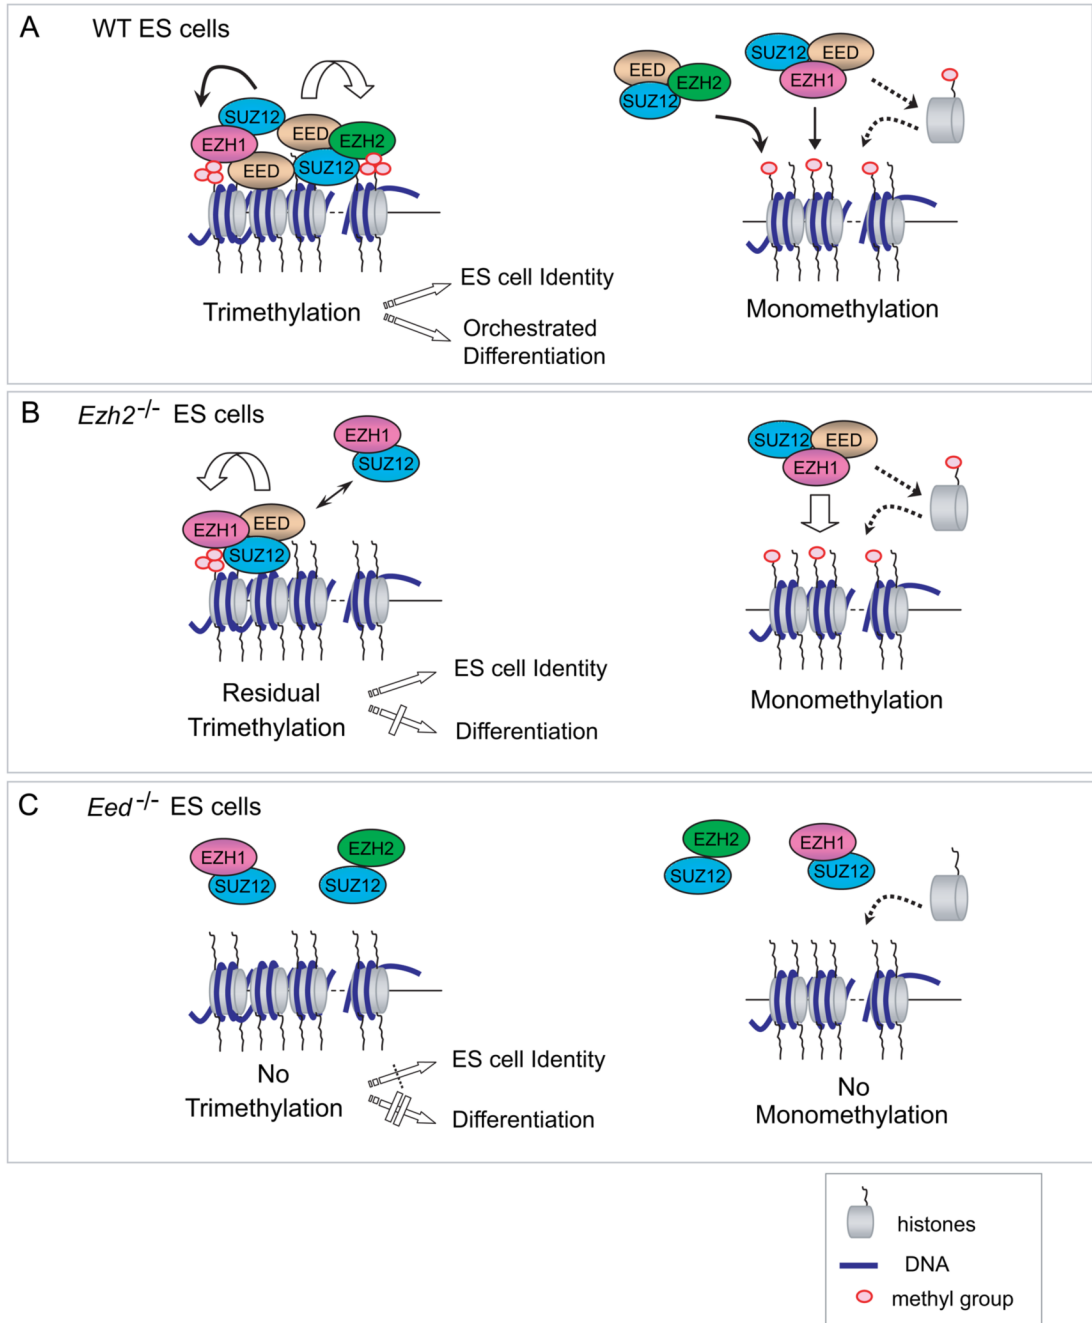 A WT ES cells
SUZ12
EED
EZH1
EZH2
EED
SUZ12
Trimethylation
ES cell Identity
Orchestrated
Differentiation
EED
EZH2
SUZ12
SUZ12
EED
EZH1
Monomethylation
B Ezh2-/- ES cells
EZH1
SUZ12
EZH1
EED
SUZ12
Residual
Trimethylation
ES cell Identity
Differentiation
SUZ12
EED
EZH1
Monomethylation
C Eed-/- ES cells
EZH1
SUZ12
EZH2
SUZ12
No
Trimethylation
ES cell Identity
Differentiation
EZH2
SUZ12
EZH1
SUZ12
No
Monomethylation
histones
DNA
methyl group